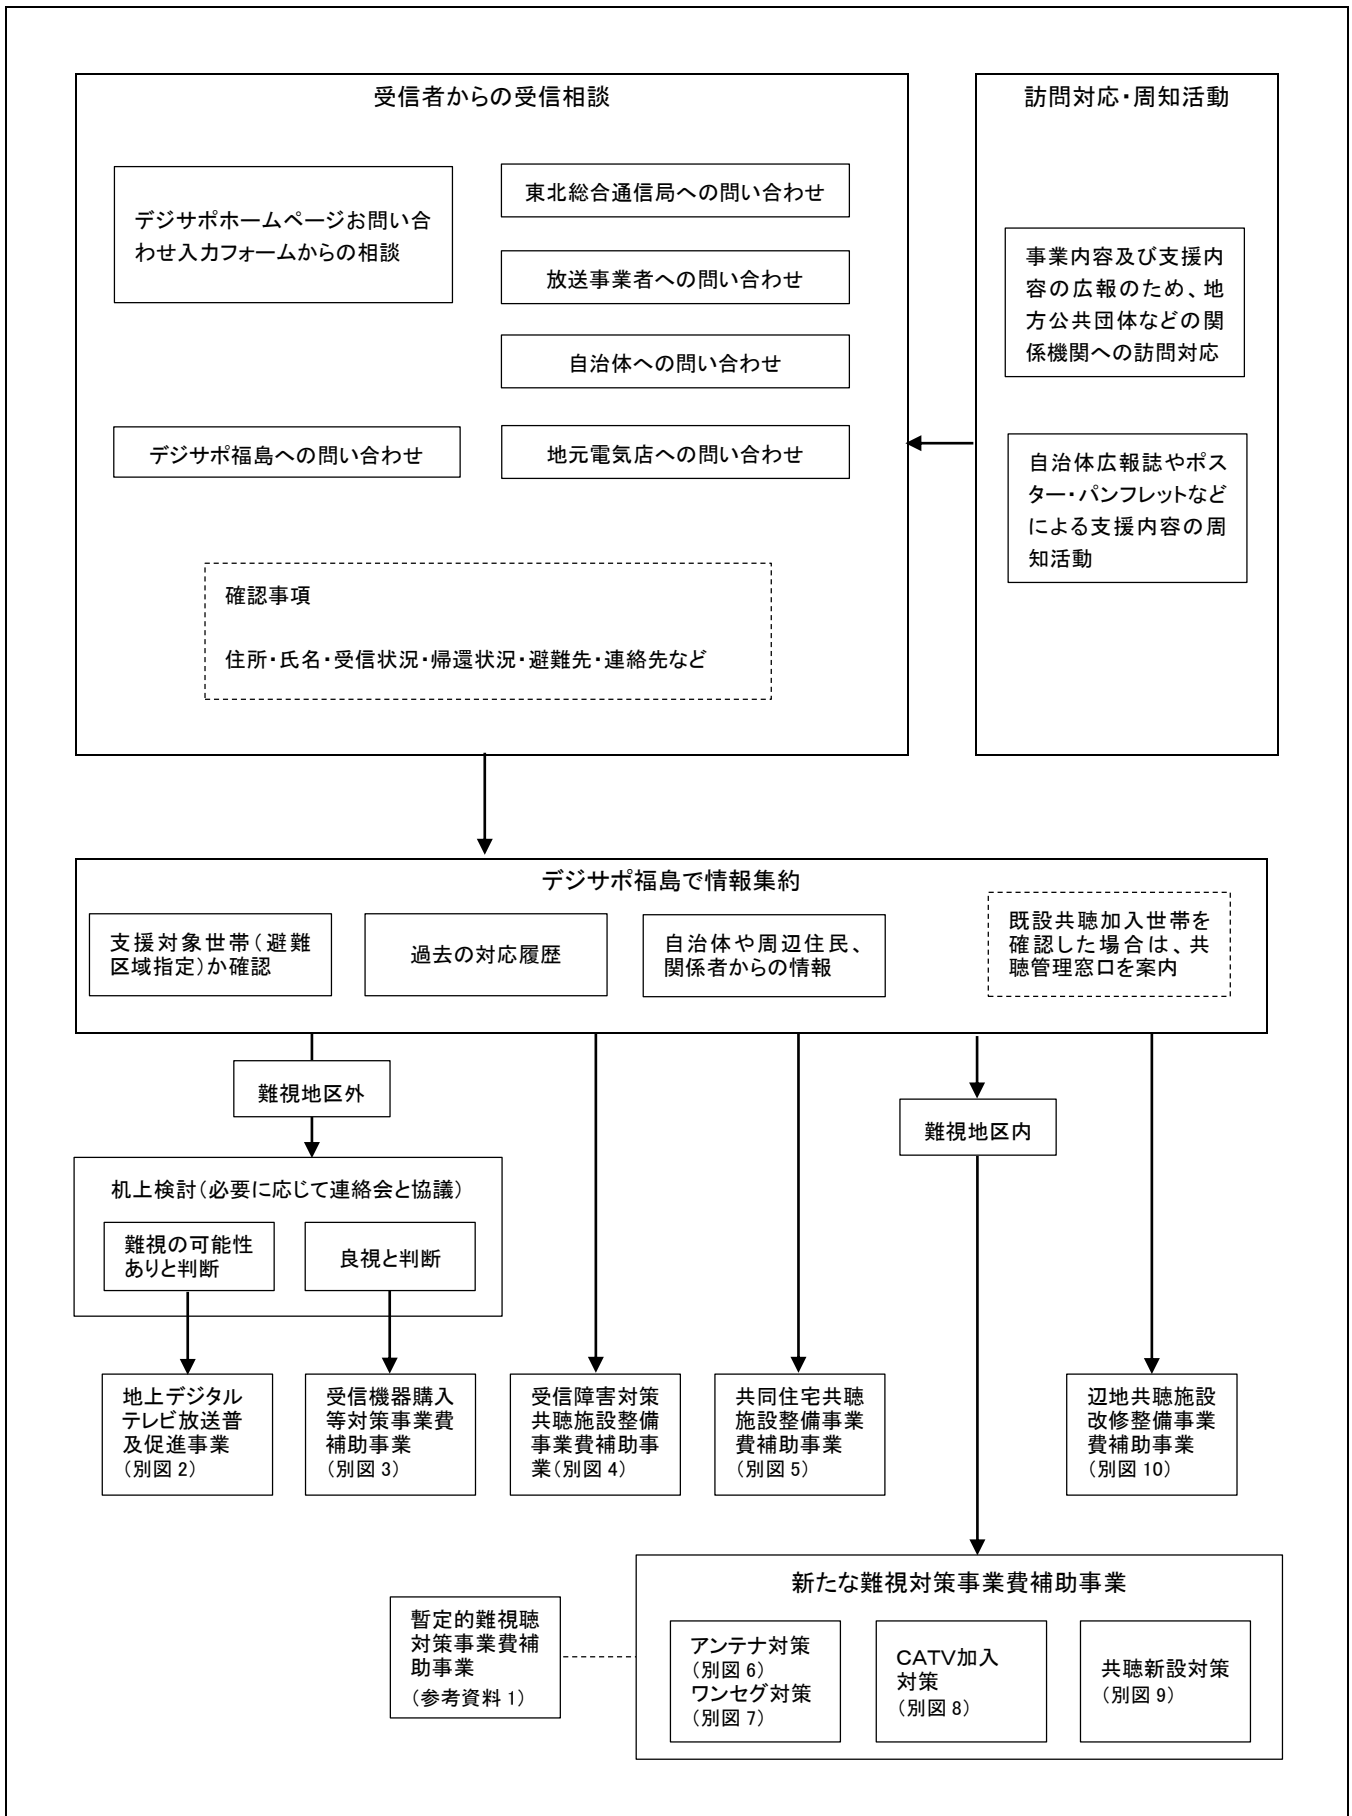 受信者からの受信相談
デジサポホームページお問い合
わせ入力フォームからの相談
東北総合通信局への問い合わせ
放送事業者への問い合わせ
自治体への問い合わせ
デジサポ福島への問い合わせ
地元電気店への問い合わせ
確認事項
住所・氏名・受信状況・帰還状況・避難先・連絡先など
訪問対応・周知活動
事業内容及び支援内
容の広報のため、地
方公共団体などの関
係機関への訪問対応
自治体広報誌やポス
ター・パンフレットなど
による支援内容の周
知活動
デジサポ福島で情報集約
支援対象世帯（避難
区域指定）か確認
過去の対応履歴
自治体や周辺住民、
関係者からの情報
既設共聴加入世帯を
確認した場合は、共
聴管理窓口を案内
難視地区外
難視地区内
机上検討（必要に応じて連絡会と協議）
難視の可能性
ありと判断
良視と判断
地上デジタル
テレビ放送普
及促進事業
（別図 2）
受信機器購入
等対策事業費
補助事業
（別図 3）
受信障害対策
共聴施設整備
事業費補助事
業（別図 4）
共同住宅共聴
施設整備事業
費補助事業
（別図 5）
辺地共聴施設
改修整備事業
費補助事業
（別図 10）
新たな難視対策事業費補助事業
暫定的難視聴
対策事業費補
助事業
（参考資料 1）
アンテナ対策
（別図 6）
ワンセグ対策
（別図 7）
CATV加入
対策
（別図 8）
共聴新設対策
（別図 9）